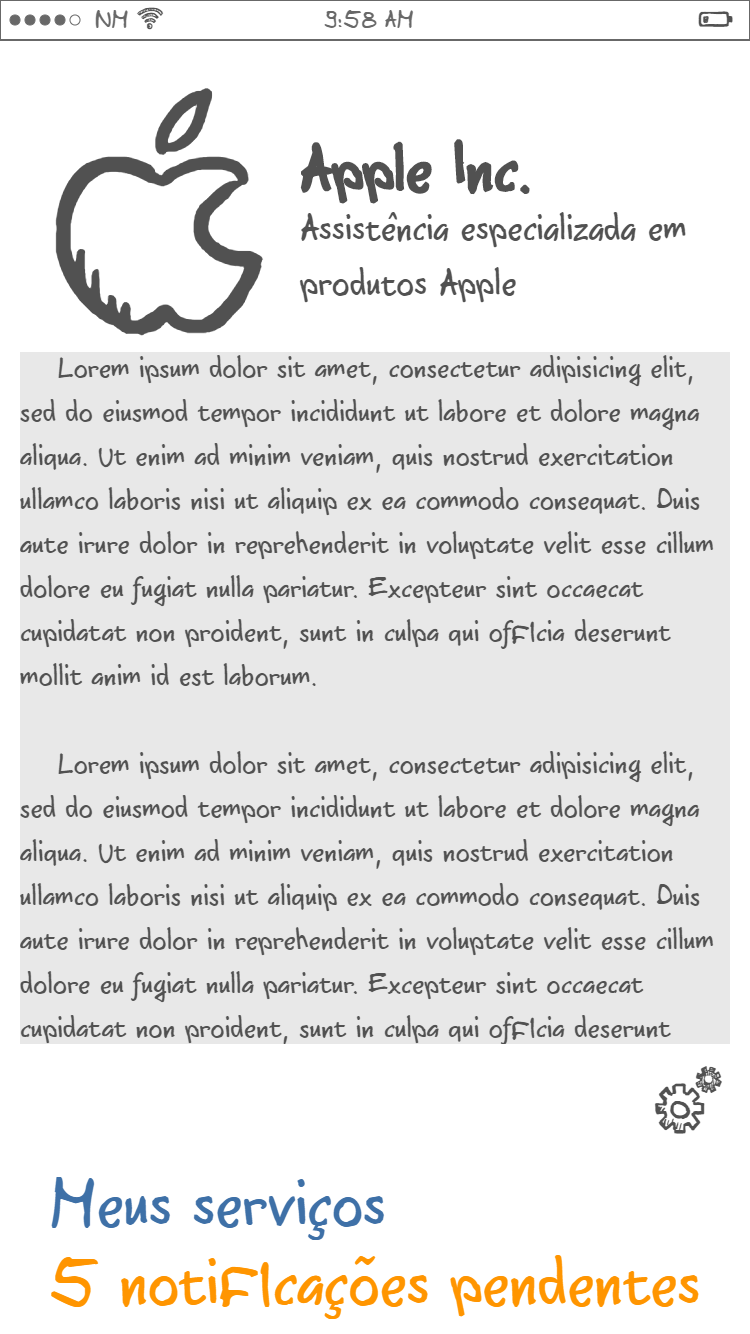 NM 9:58 AM
Apple Inc.
Assistência especializada em
produtos Apple
Lorem ipsum dolor sit amet, consectetur adipisicing elit,
sed do eiusmod tempor incididunt ut labore et dolore magna
aliqua. Ut enim ad minim veniam, quis nostrud exercitation
ullamco laboris nisi ut aliquip ex ea commodo consequat. Duis
aute irure dolor in reprehenderit in voluptate velit esse cillum
dolore eu fugiat nulla pariatur. Excepteur sint occaecat
cupidatat non proident, sunt in culpa qui officia deserunt
mollit anim id est laborum.
Lorem ipsum dolor sit amet, consectetur adipisicing elit,
sed do eiusmod tempor incididunt ut labore et dolore magna
aliqua. Ut enim ad minim veniam, quis nostrud exercitation
ullamco laboris nisi ut aliquip ex ea commodo consequat. Duis
aute irure dolor in reprehenderit in voluptate velit esse cillum
dolore eu fugiat nulla pariatur. Excepteur sint occaecat
cupidatat non proident, sunt in culpa qui officia deserunt
Meus serviços
5 notificações pendentes